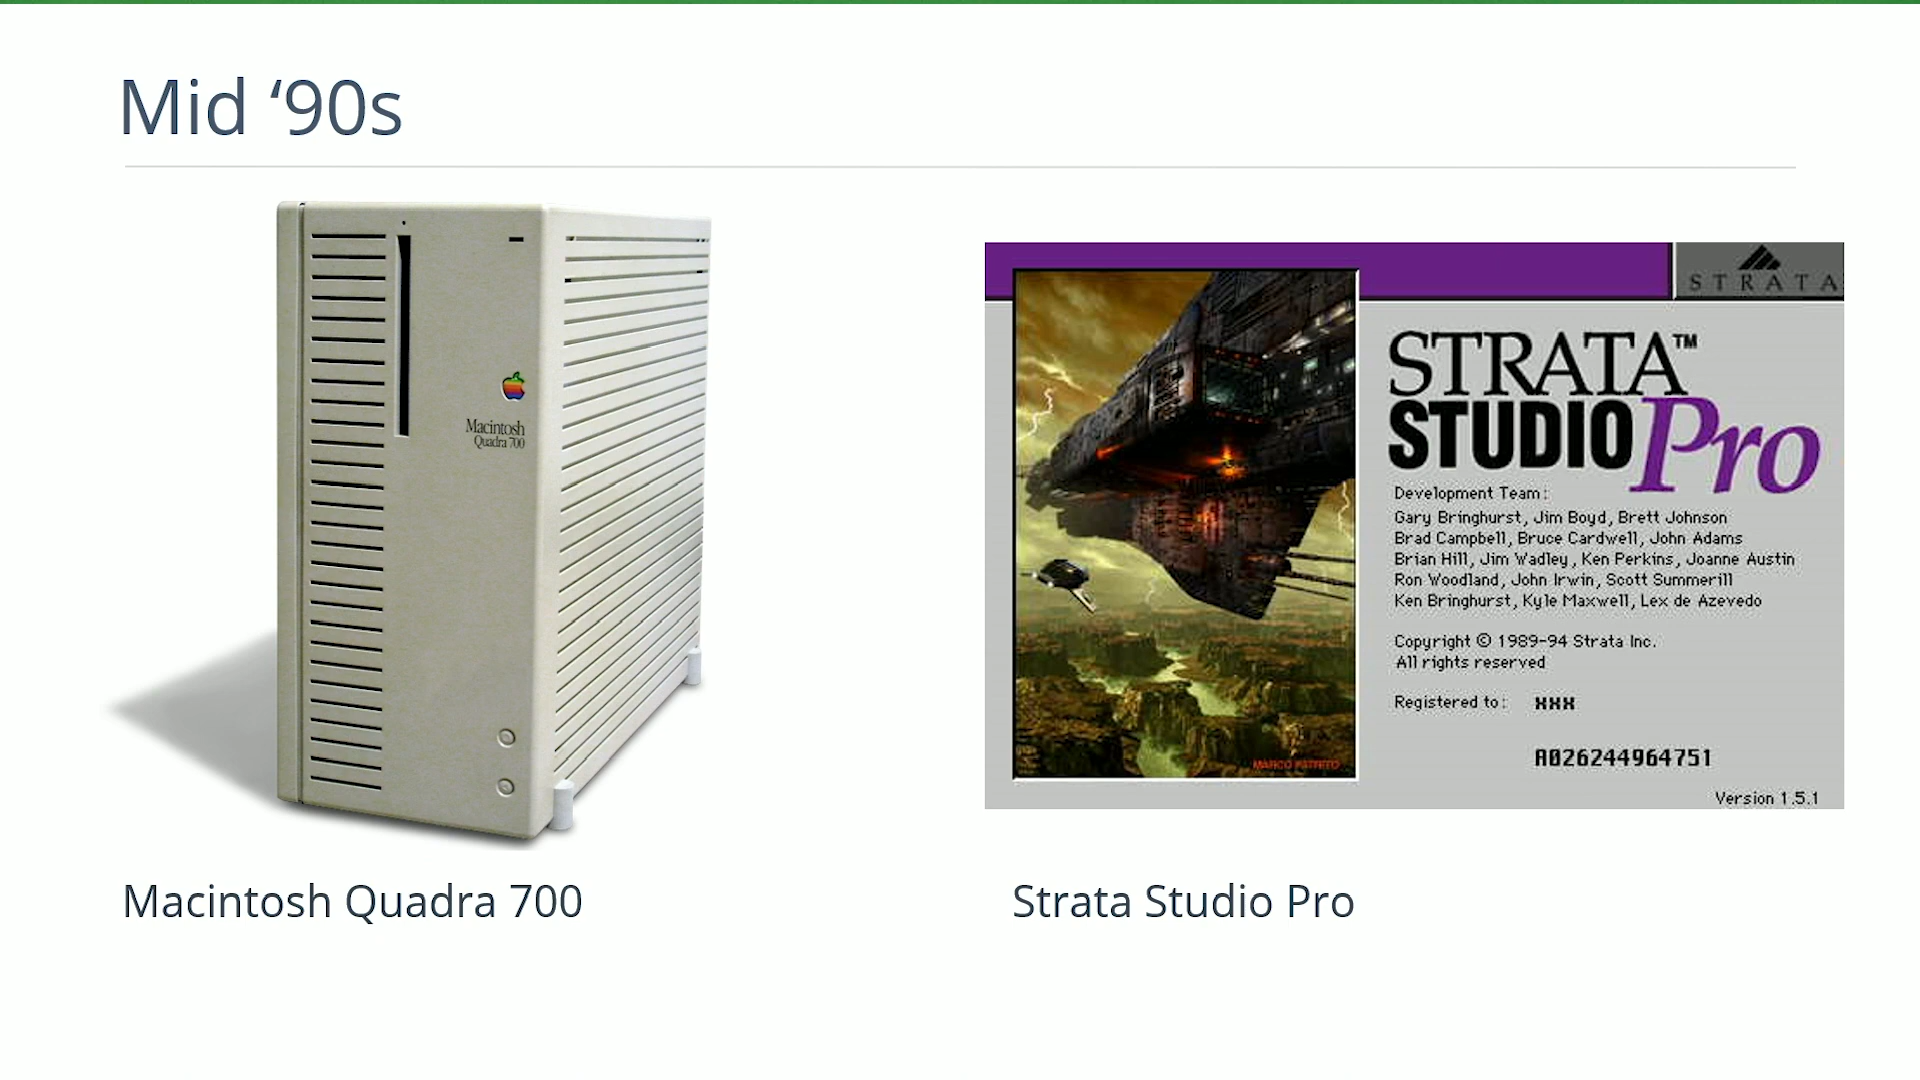 Mid ‘90s
Macintosh
Quadra 700
STRATA
STRATA™
STUDIO Pro
Development Team:
Gary Bringhurst, Jim Boyd, Brett Johnson
Brad Campbell, Bruce Cardwell, John Adams
Brian Hill, Jim Wadley, Ken Perkins, Joanne Austin
Ron Woodland, John Irwin, Scott Summerill
Ken Bringhurst, Kyle Maxwell, Lex de Azevedo
Copyright © 1989-94 Strata Inc.
All rights reserved
Registered to: XXX
A026244964751
MARCO
Version 1.5.1
Macintosh Quadra 700
Strata Studio Pro